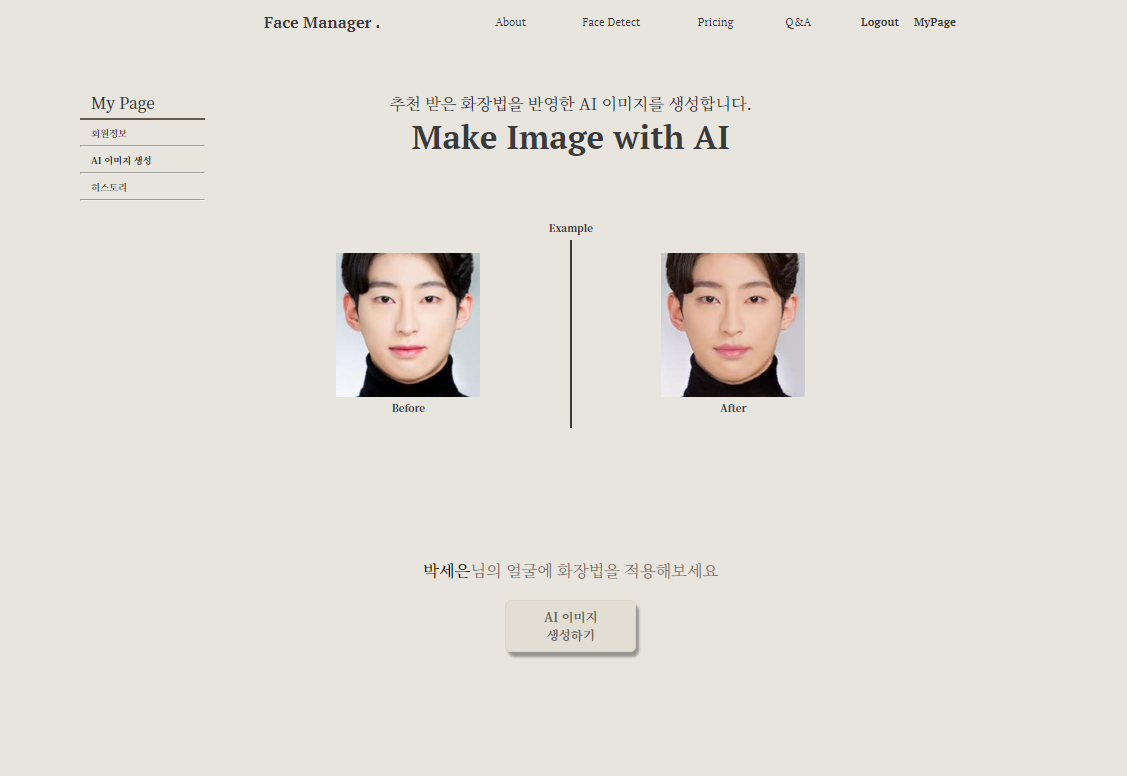 Face Manager .
About
Face Detect
Pricing
Q&A
Logout
MyPage
My Page
회원정보
AI 이미지 생성
히스토리
추천 받은 화장법을 반영한 AI 이미지를 생성합니다.
Make Image with AI
Example
Before
After
박세은님의 얼굴에 화장법을 적용해보세요
AI 이미지
생성하기